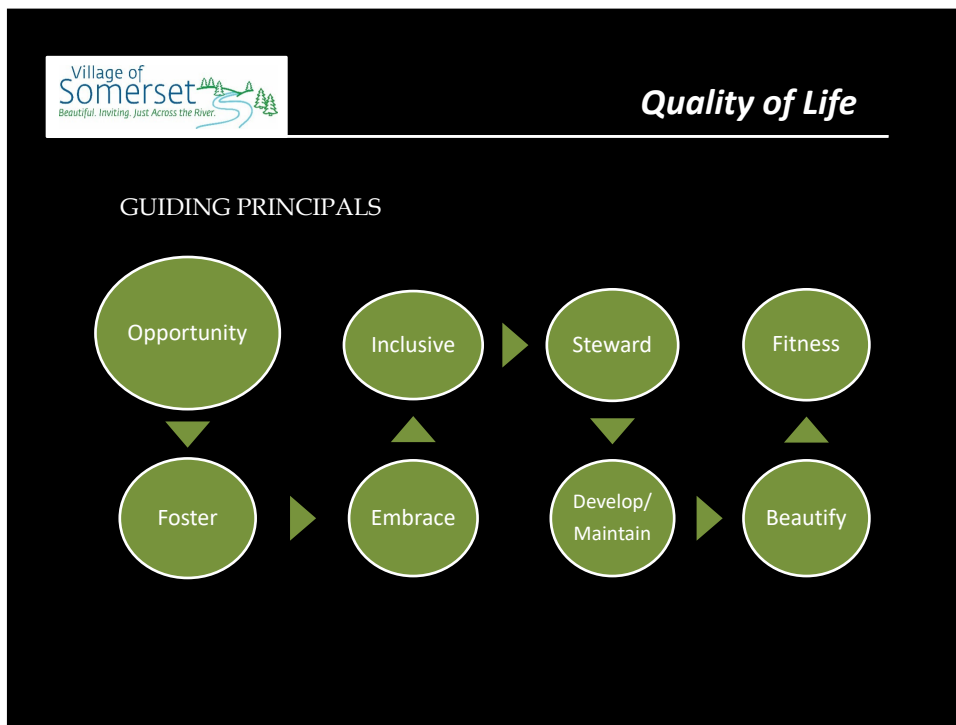 Village of
Somerset
Beautiful. Inviting. Just Across the River.
Quality of Life
GUIDING PRINCIPALS
Opportunity
Foster
Embrace
Inclusive
Steward
Develop/
Maintain
Beautify
Fitness